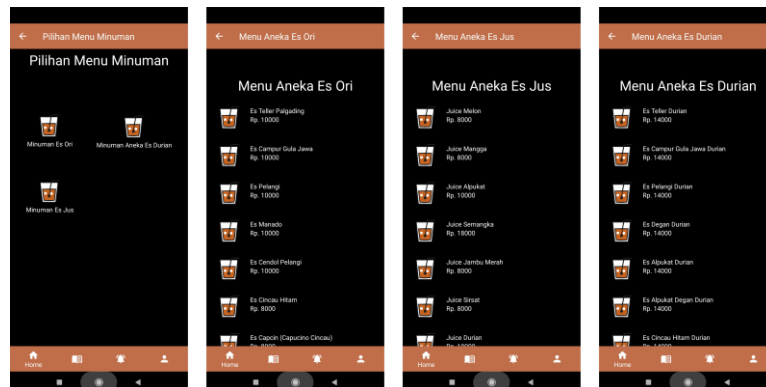 Pilihan Menu Minuman
Pilihan Menu Minuman
Minuman Es Ori
Minuman Aneka Es Durian
Minuman Es Jus
Home
Menu Aneka Es Ori
Menu Aneka Es Ori
Es Teller Palgading
Rp. 10000
Es Campur Gula Jawa
Rp. 10000
Es Pelangi
Rp. 10000
Es Manado
Rp. 10000
Es Cendol Pelangi
Rp. 10000
Es Cincau Hitam
Rp. 8000
Es Capcin (Capucino Cincau)
Rp. 8000
Home
Menu Aneka Es Jus
Menu Aneka Es Jus
Juice Melon
Rp. 8000
Juice Mangga
Rp. 8000
Juice Alpukat
Rp. 10000
Juice Semangka
Rp. 18000
Juice Jambu Merah
Rp. 8000
Juice Sirsat
Rp. 8000
Juice Durian
Home
Menu Aneka Es Durian
Menu Aneka Es Durian
Es Teller Durian
Rp. 14000
Es Campur Gula Jawa Durian
Rp. 14000
Es Pelangi Durian
Rp. 14000
Es Degan Durian
Rp. 14000
Es Alpukat Durian
Rp. 14000
Es Alpukat Degan Durian
Rp. 14000
Es Cincau Hitam Durian
Rp. 14000
Home